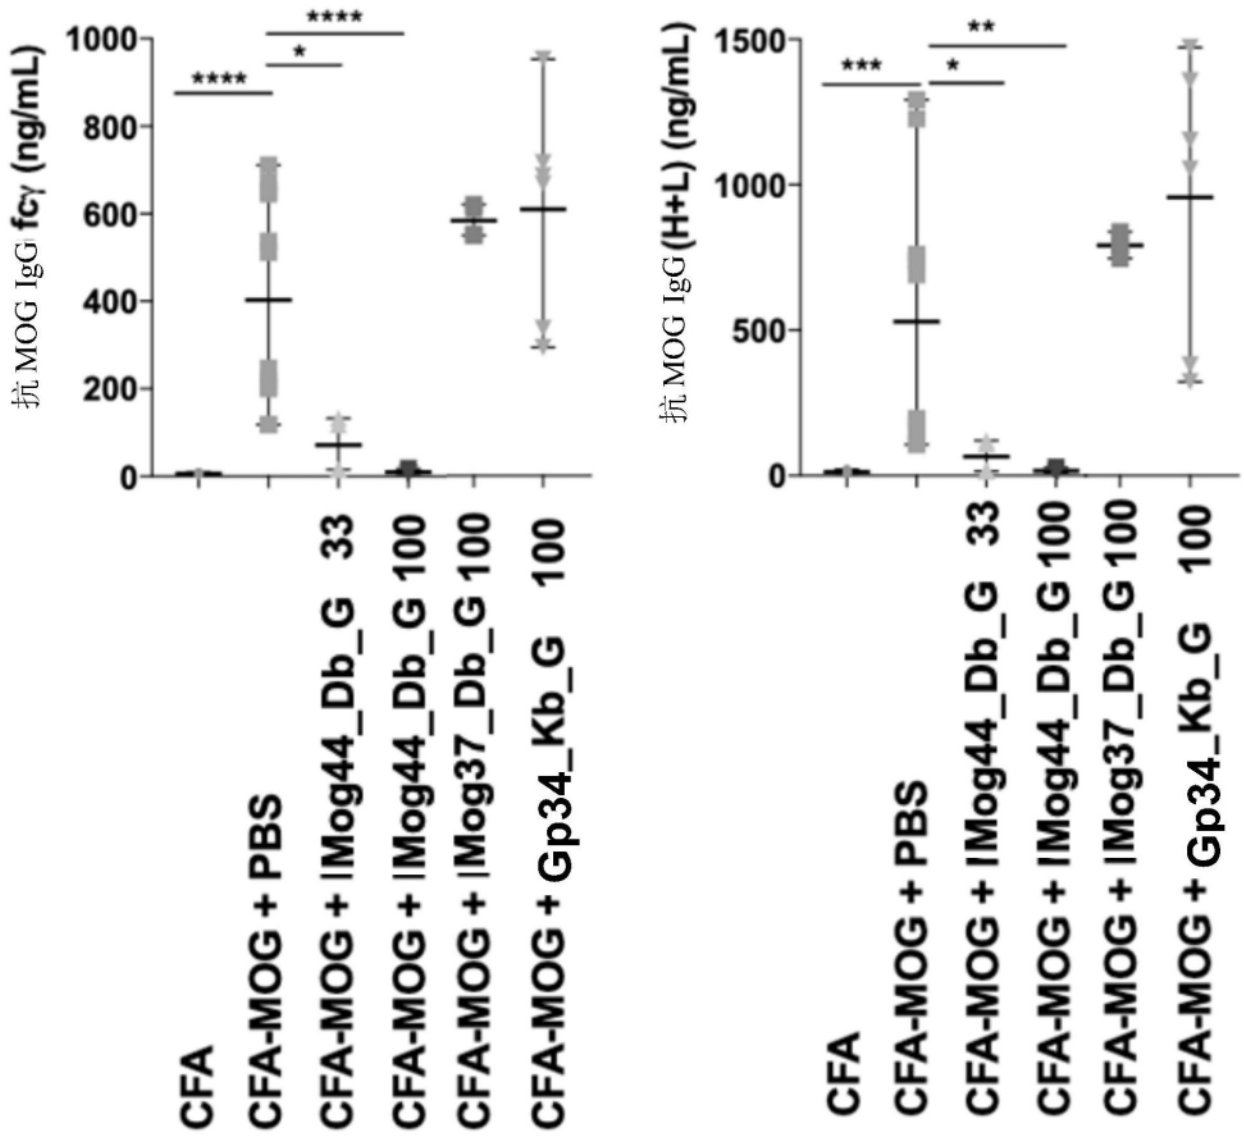 抗 MOG IgG fcγ (ng/mL)
1000
800
600
400
200
0
****
*
****
CFA
CFA-MOG + PBS
CFA-MOG + IMog44_Db_G 33
CFA-MOG + IMog44_Db_G 100
CFA-MOG + IMog37_Db_G 100
CFA-MOG + Gp34_Kb_G 100
抗 MOG IgG (H+L) (ng/mL)
1500
1000
500
0
**
*
***
CFA
CFA-MOG + PBS
CFA-MOG + IMog44_Db_G 33
CFA-MOG + IMog44_Db_G 100
CFA-MOG + IMog37_Db_G 100
CFA-MOG + Gp34_Kb_G 100